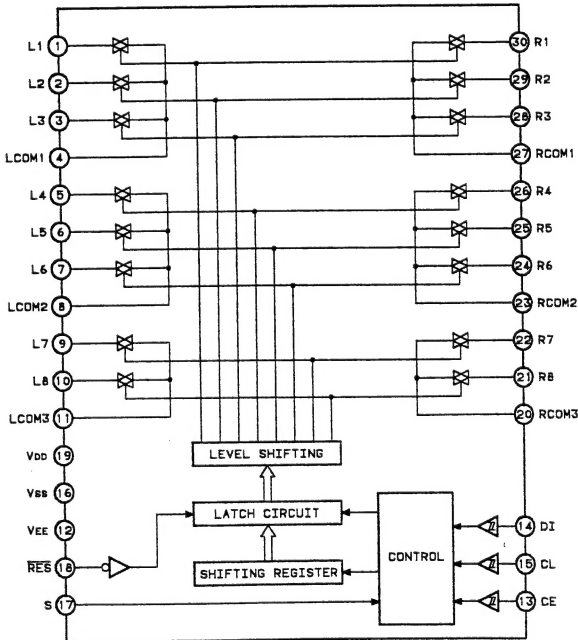 L1 1 30 R1
L2 2 29 R2
L3 3 28 R3
LCOM1 4 27 RCOM1
L4 5 26 R4
L5 6 25 R5
L6 7 24 R6
LCOM2 8 23 RCOM2
L7 9 22 R7
L8 10 21 R8
LCOM3 11 20 RCOM3
VDD 19
LEVEL SHIFTING
VSS 16
LATCH CIRCUIT
VEE 12
14 DI
CONTROL
RES 18
SHIFTING REGISTER
15 CL
S 17
13 CE